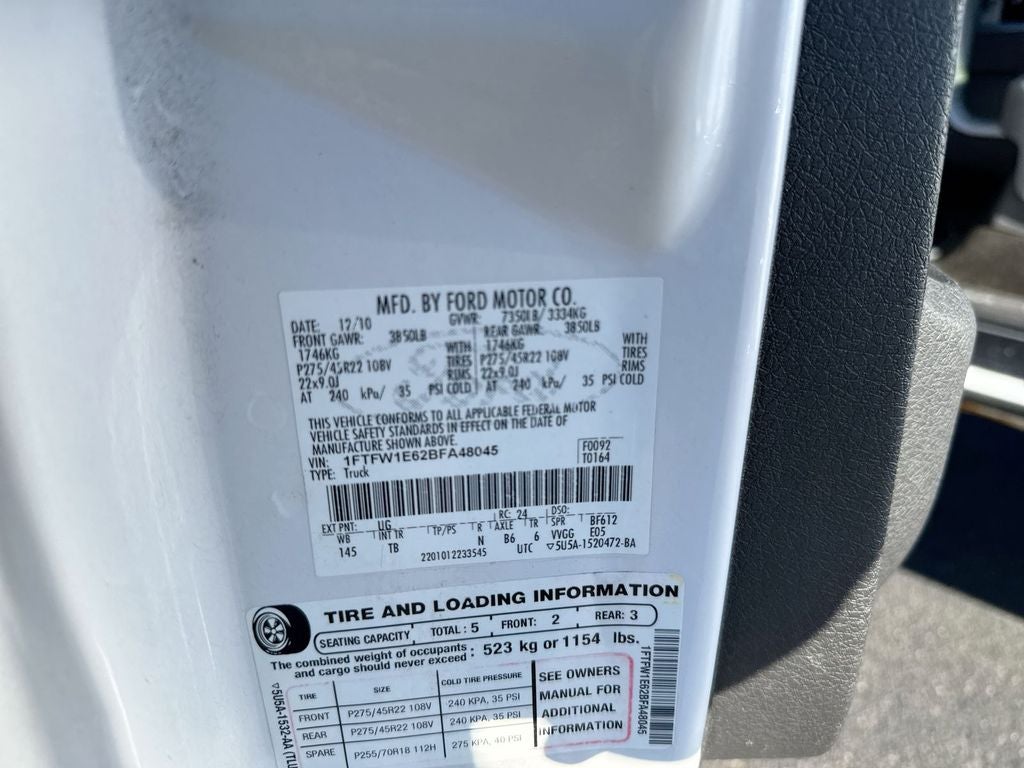 MFD. BY FORD MOTOR CO.
DATE: 12/10 GVWR: 7350LB/ 3334KG
FRONT GAWR: 3850LB REAR GAWR: 3850LB
1746KG WITH 1746KG WITH
P275/45R22 108V TIRES P275/45R22 108V TIRES
22x9.0J RIMS 22x9.0J RIMS
AT 240 kPa/ 35 PSI COLD AT 240 kPa/ 35 PSI COLD
THIS VEHICLE CONFORMS TO ALL APPLICABLE FEDERAL MOTOR
VEHICLE SAFETY STANDARDS IN EFFECT ON THE DATE OF
MANUFACTURE SHOWN ABOVE.
VIN: 1FTFW1E62BFA48045 F0092
TYPE: Truck T0164
EXT PNT: UG RC: 24 DSO:
WB INT TR TP/PS R AXLE TR SPR BF612
145 TB N B6 6 VVGG E05
2201012233545 UTC ▽5U5A-1520472-BA
TIRE AND LOADING INFORMATION
SEATING CAPACITY TOTAL: 5 FRONT: 2 REAR: 3
The combined weight of occupants and cargo should never exceed : 523 kg or 1154 lbs.
TIRE SIZE COLD TIRE PRESSURE
FRONT P275/45R22 108V 240 KPA, 35 PSI
REAR P275/45R22 108V 240 KPA, 35 PSI
SPARE P255/70R18 112H 275 KPA, 40 PSI
SEE OWNERS
MANUAL FOR
ADDITIONAL
INFORMATION
1FTFW1E62BFA48045
▽5U5A-1532-AA (TLU